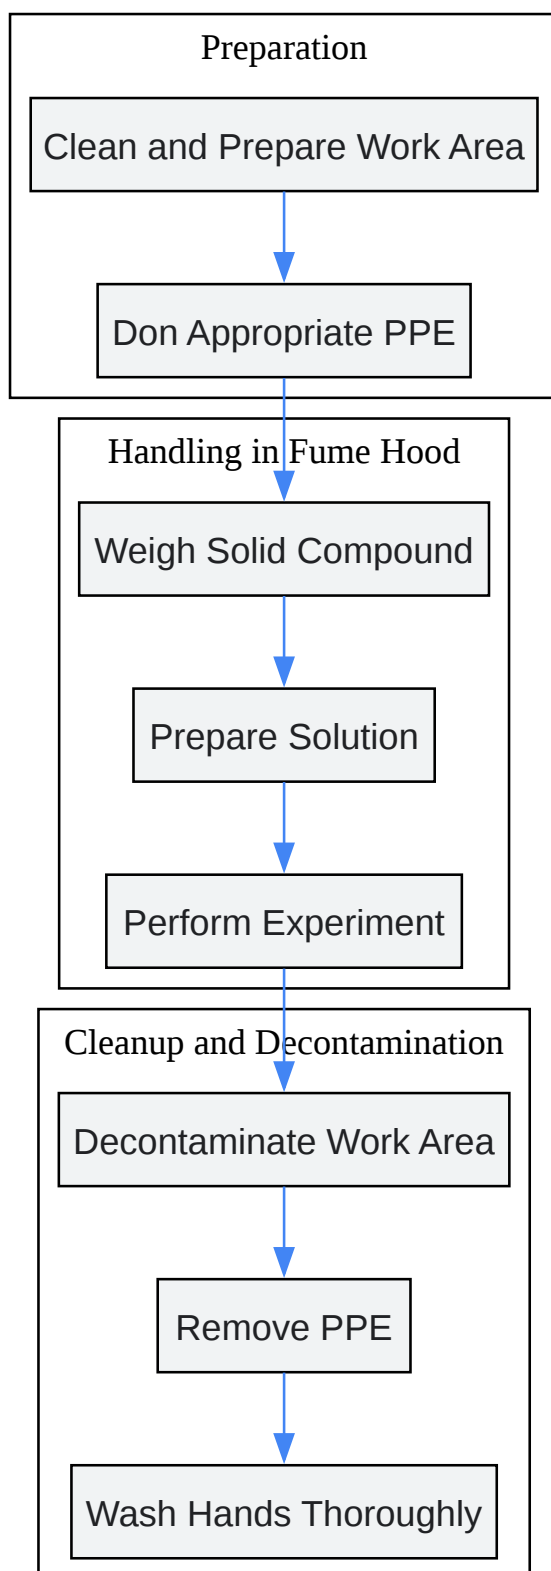 Preparation
Clean and Prepare Work Area
Don Appropriate PPE
Handling in Fume Hood
Weigh Solid Compound
Prepare Solution
Perform Experiment
Cleanup and Decontamination
Decontaminate Work Area
Remove PPE
Wash Hands Thoroughly